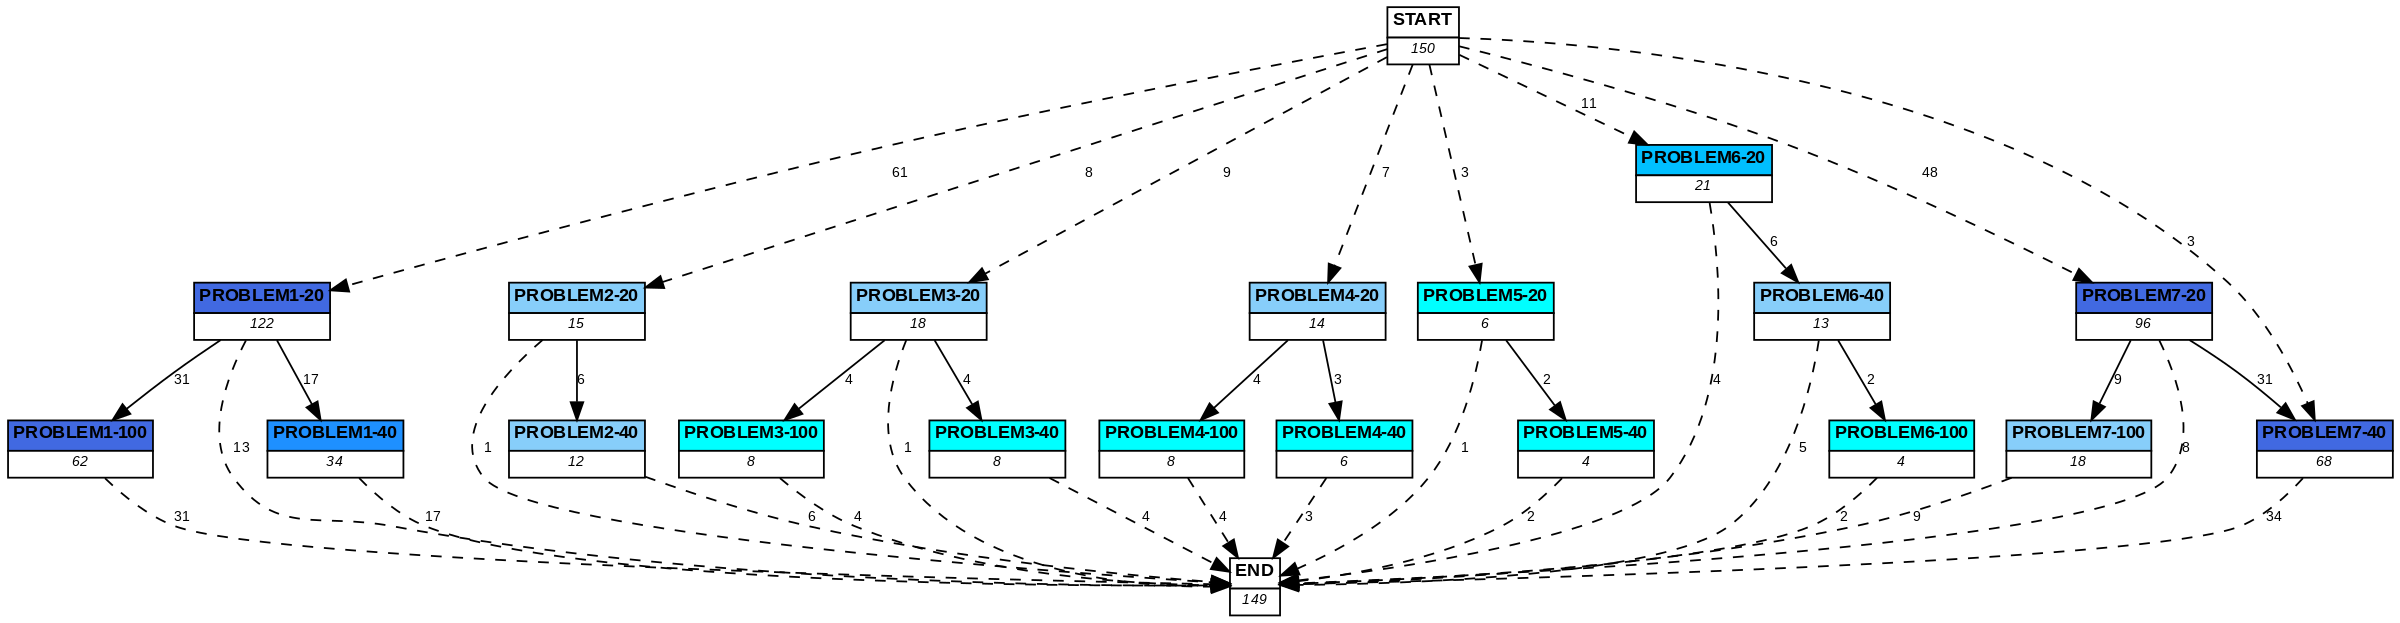 START
150
11
61
8
9
7
3
48
PROBLEM6-20
21
6
3
PROBLEM1-20
122
PROBLEM2-20
15
PROBLEM3-20
18
PROBLEM4-20
14
PROBLEM5-20
6
PROBLEM6-40
13
PROBLEM7-20
96
31
17
6
4
4
4
3
2
4
2
9
31
PROBLEM1-100
62
13
PROBLEM1-40
34
1
PROBLEM2-40
12
PROBLEM3-100
8
1
PROBLEM3-40
8
PROBLEM4-100
8
PROBLEM4-40
6
1
PROBLEM5-40
4
5
PROBLEM6-100
4
PROBLEM7-100
18
8
PROBLEM7-40
68
31
17
6
4
4
4
3
2
2
9
34
END
149